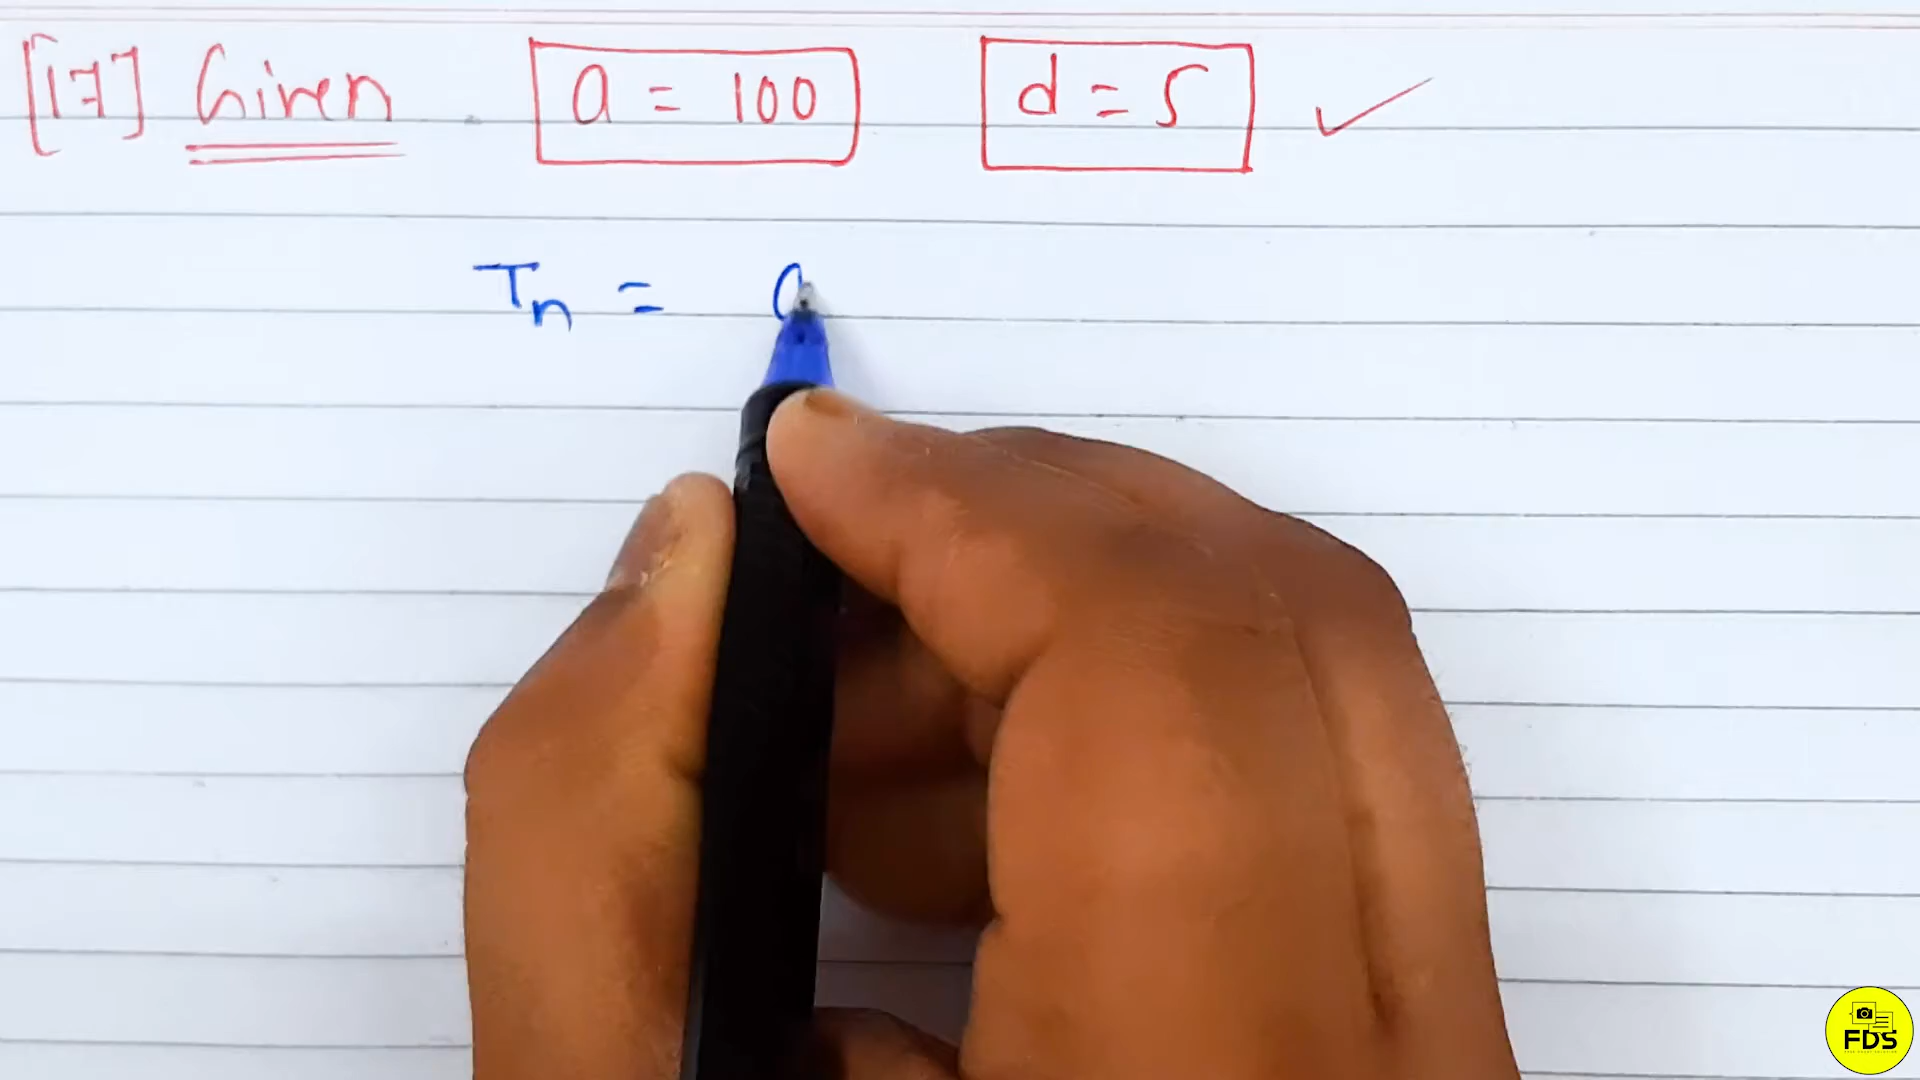 [17] Given a = 100 d = 5 ✓
Tn = a
FDS